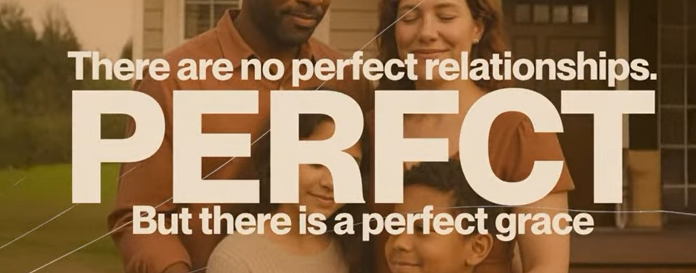 There are no perfect relationships.
PERFCT
But there is a perfect grace